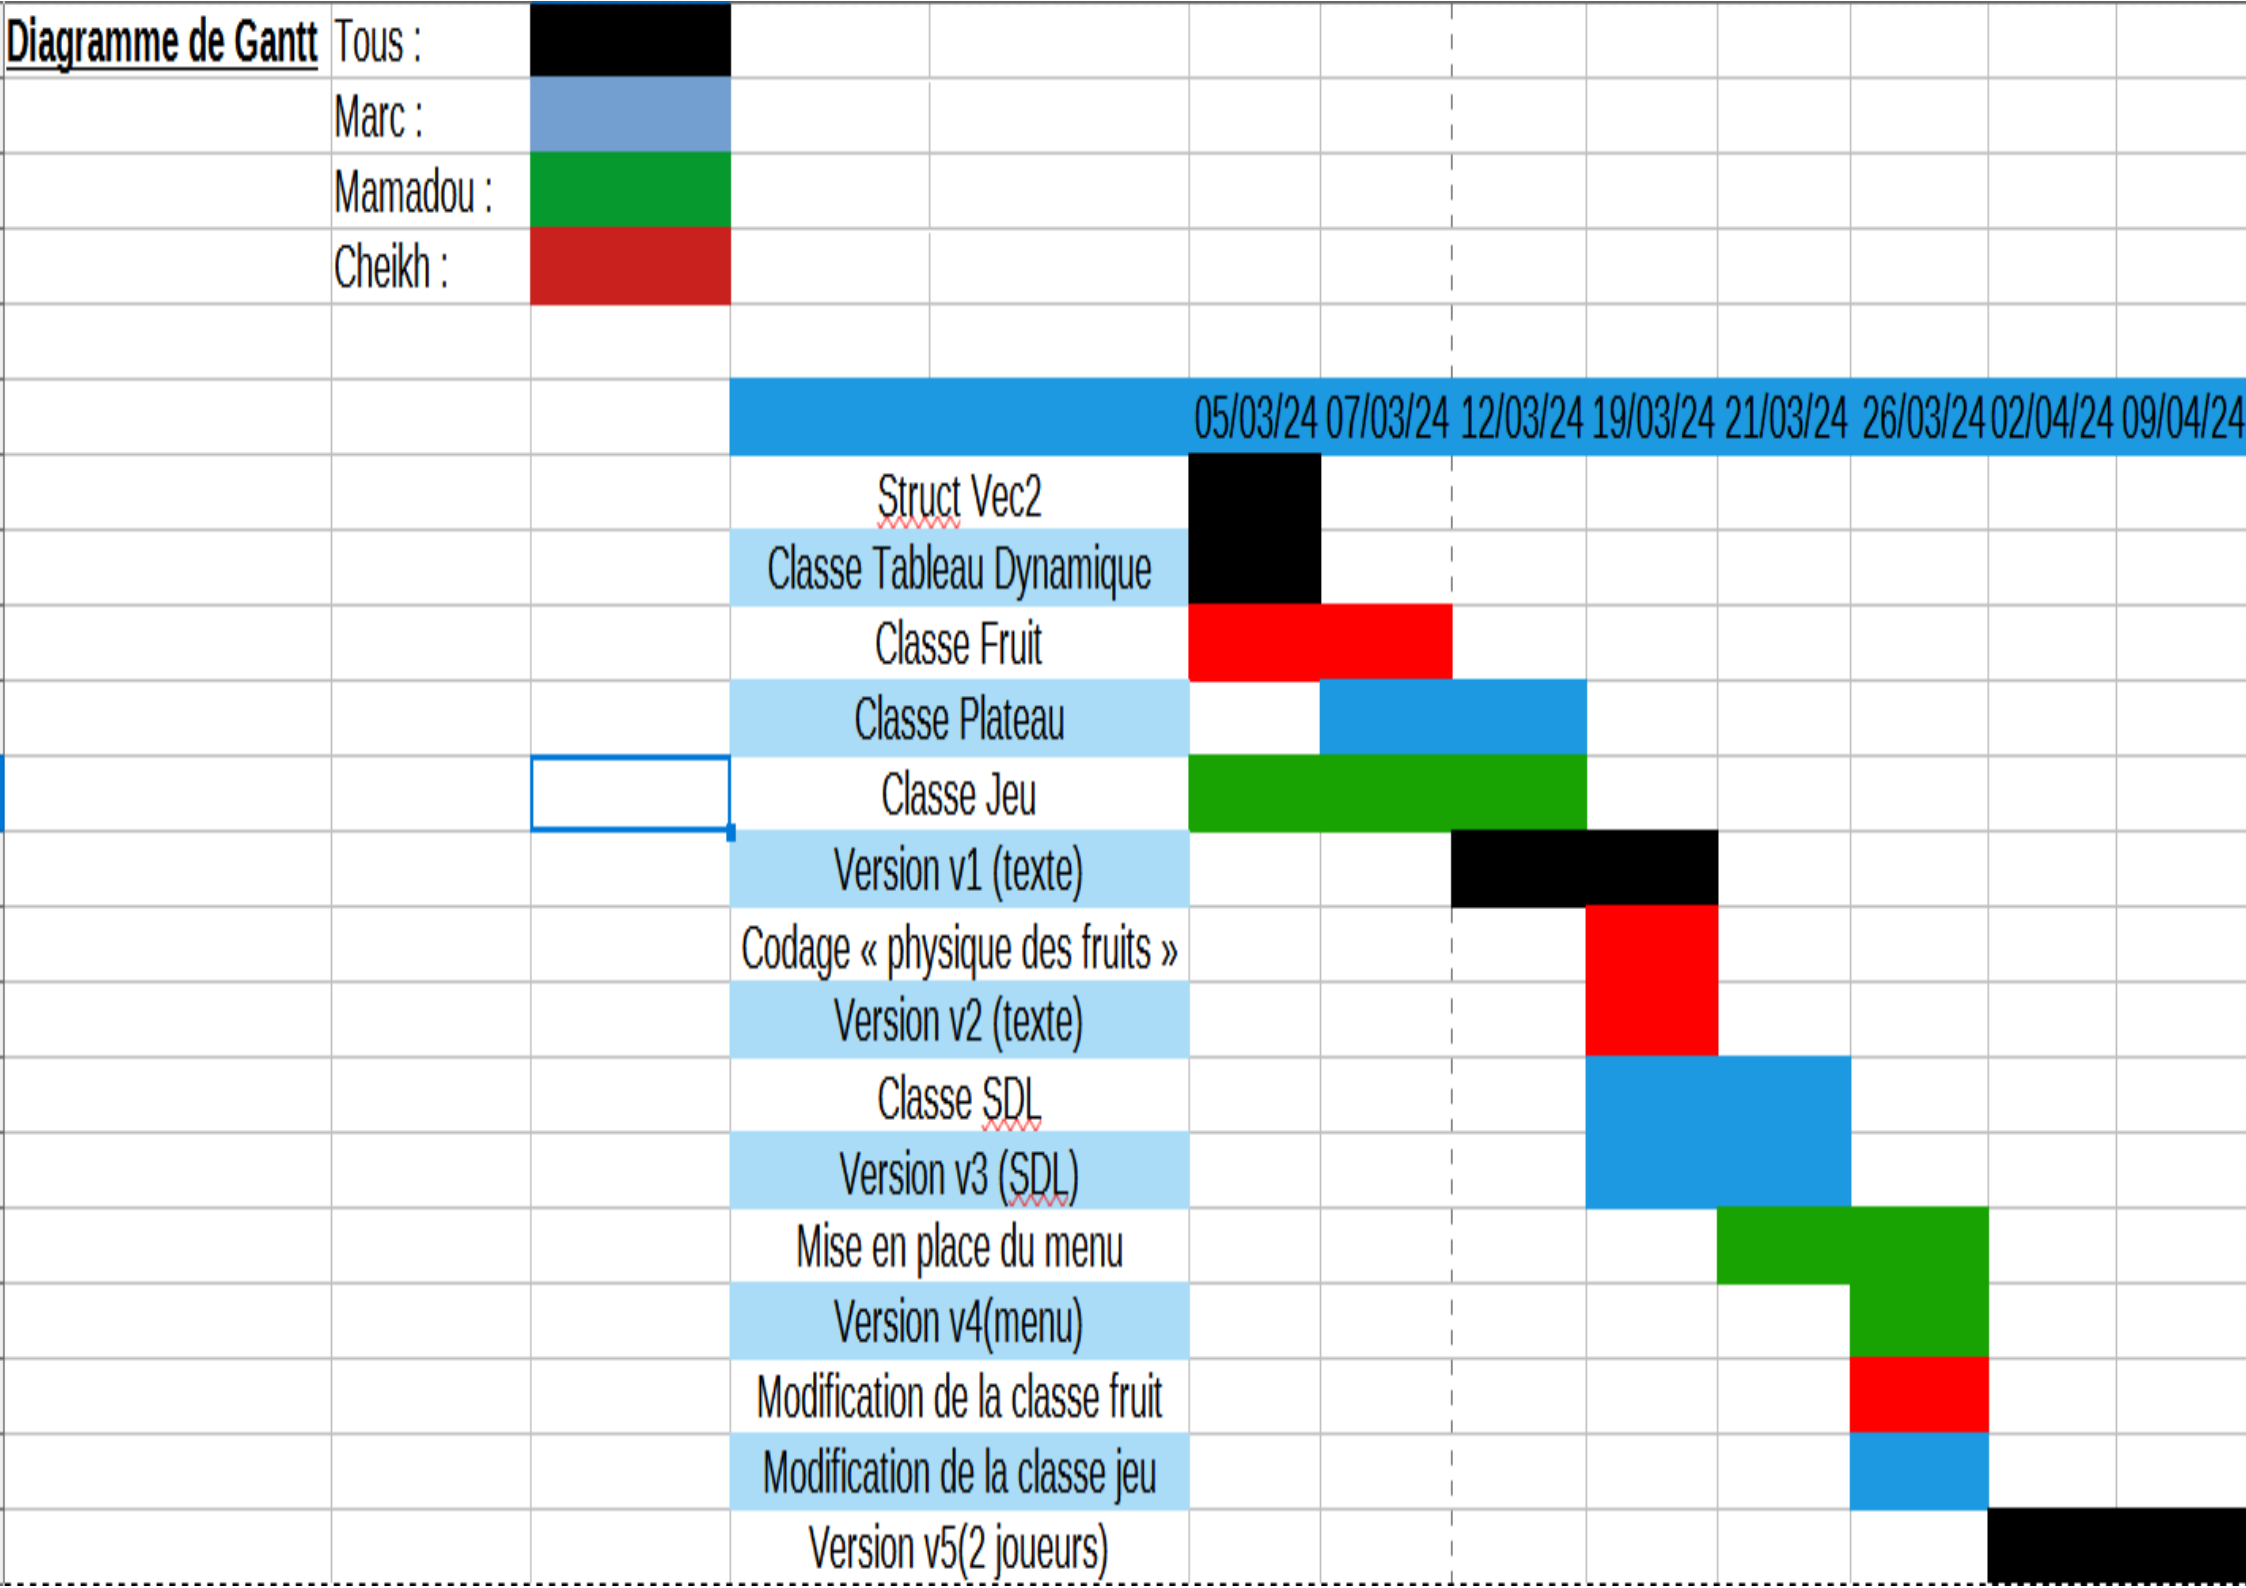 Diagramme de Gantt Tous :
Marc :
Mamadou :
Cheikh :
05/03/24 07/03/24 12/03/24 19/03/24 21/03/24 26/03/24 02/04/24 09/04/24
Struct Vec2
Classe Tableau Dynamique
Classe Fruit
Classe Plateau
Classe Jeu
Version v1 (texte)
Codage « physique des fruits »
Version v2 (texte)
Classe SDL
Version v3 (SDL)
Mise en place du menu
Version v4(menu)
Modification de la classe fruit
Modification de la classe jeu
Version v5(2 joueurs)